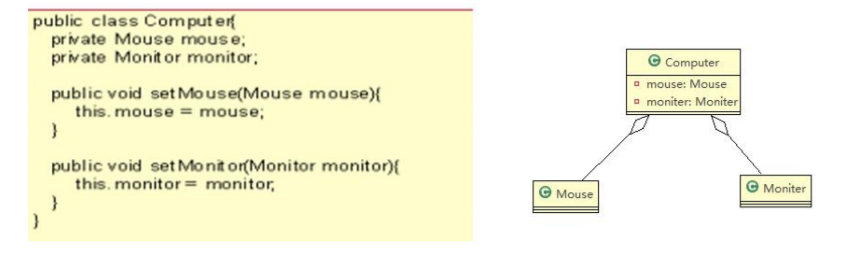 public class Computer{
private Mouse mouse;
private Monitor monitor;
public void setMouse(Mouse mouse){
this.mouse = mouse;
}
public void setMonitor(Monitor monitor){
this.monitor = monitor;
}
}
C Computer
mouse: Mouse
moniter: Moniter
C Mouse
C Moniter